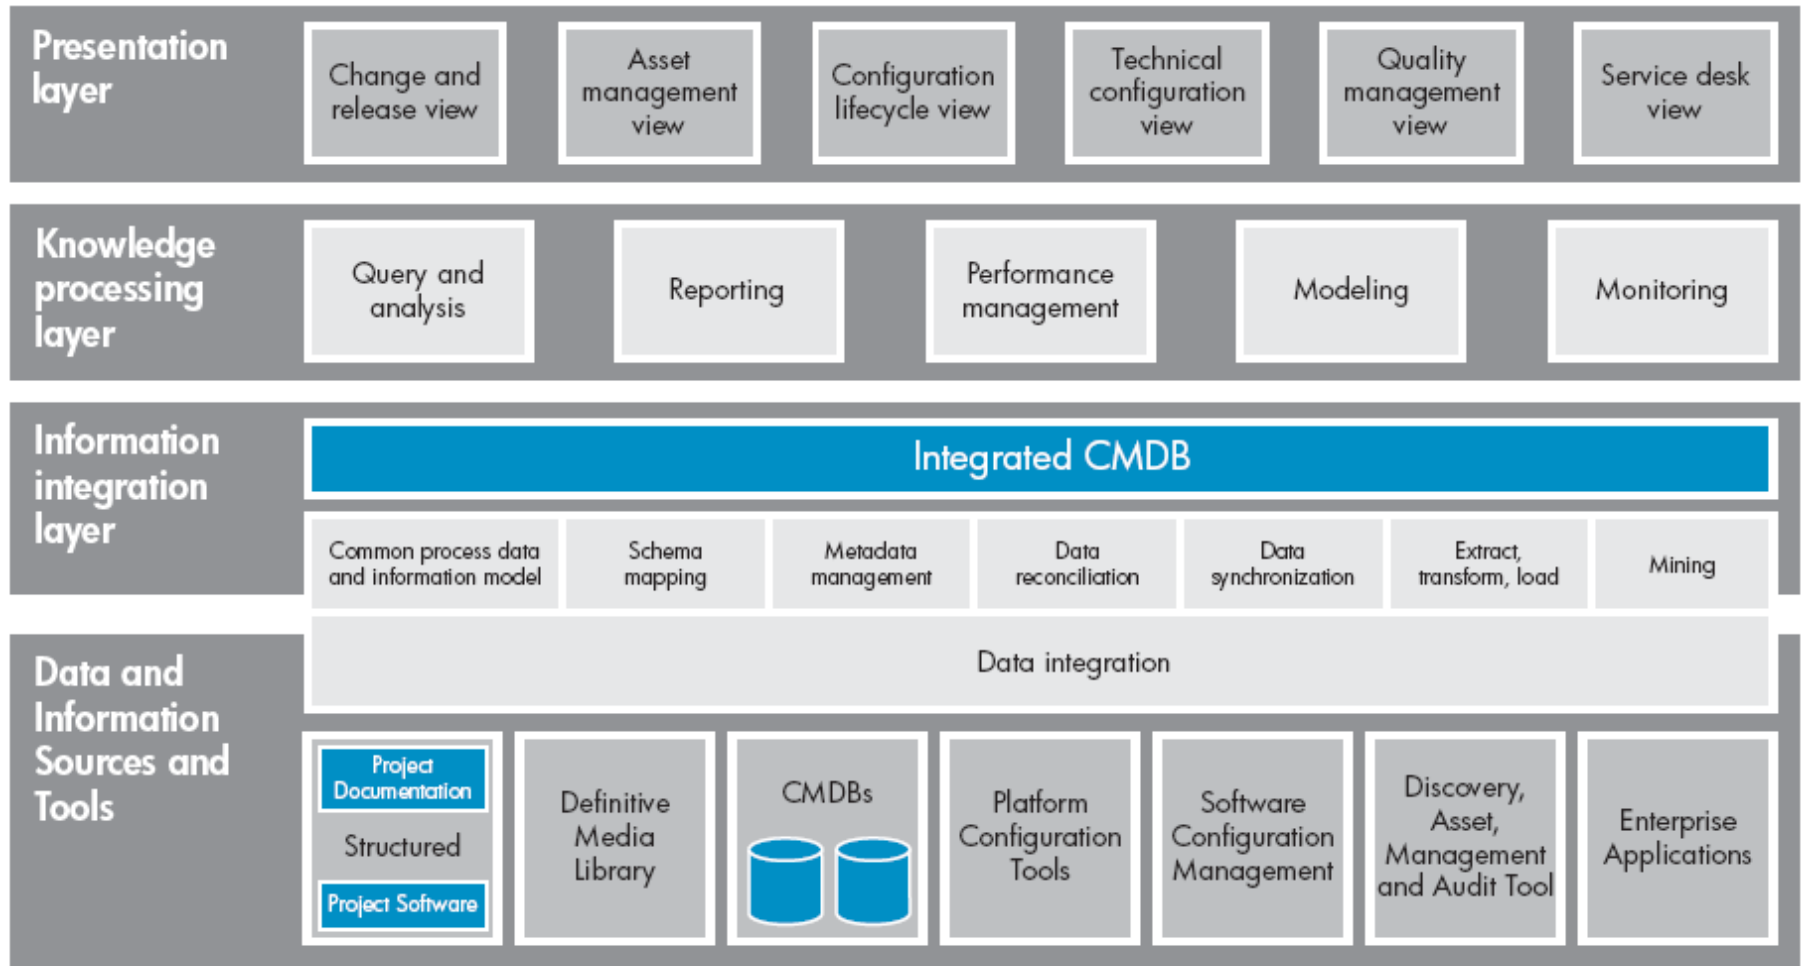 Presentation
layer
Change and
release view
Asset
management
view
Configuration
lifecycle view
Technical
configuration
view
Quality
management
view
Service desk
view
Knowledge
processing
layer
Query and
analysis
Reporting
Performance
management
Modeling
Monitoring
Information
integration
layer
Integrated CMDB
Common process data
and information model
Schema
mapping
Metadata
management
Data
reconciliation
Data
synchronization
Extract,
transform, load
Mining
Data and
Information
Sources and
Tools
Data integration
Project
Documentation
Structured
Project Software
Definitive
Media
Library
CMDBs
Platform
Configuration
Tools
Software
Configuration
Management
Discovery,
Asset,
Management
and Audit Tool
Enterprise
Applications